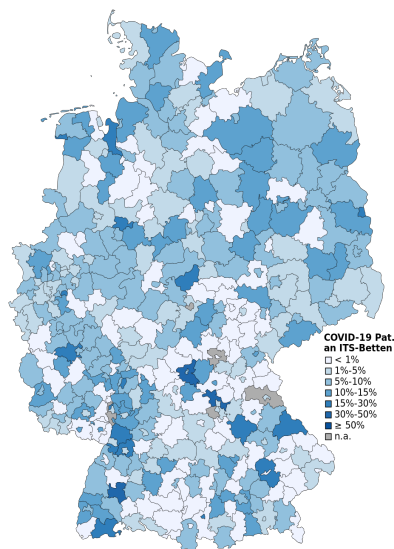 COVID-19 Pat.
an ITS-Betten
< 1%
1%-5%
5%-10%
10%-15%
15%-30%
30%-50%
≥ 50%
n.a.